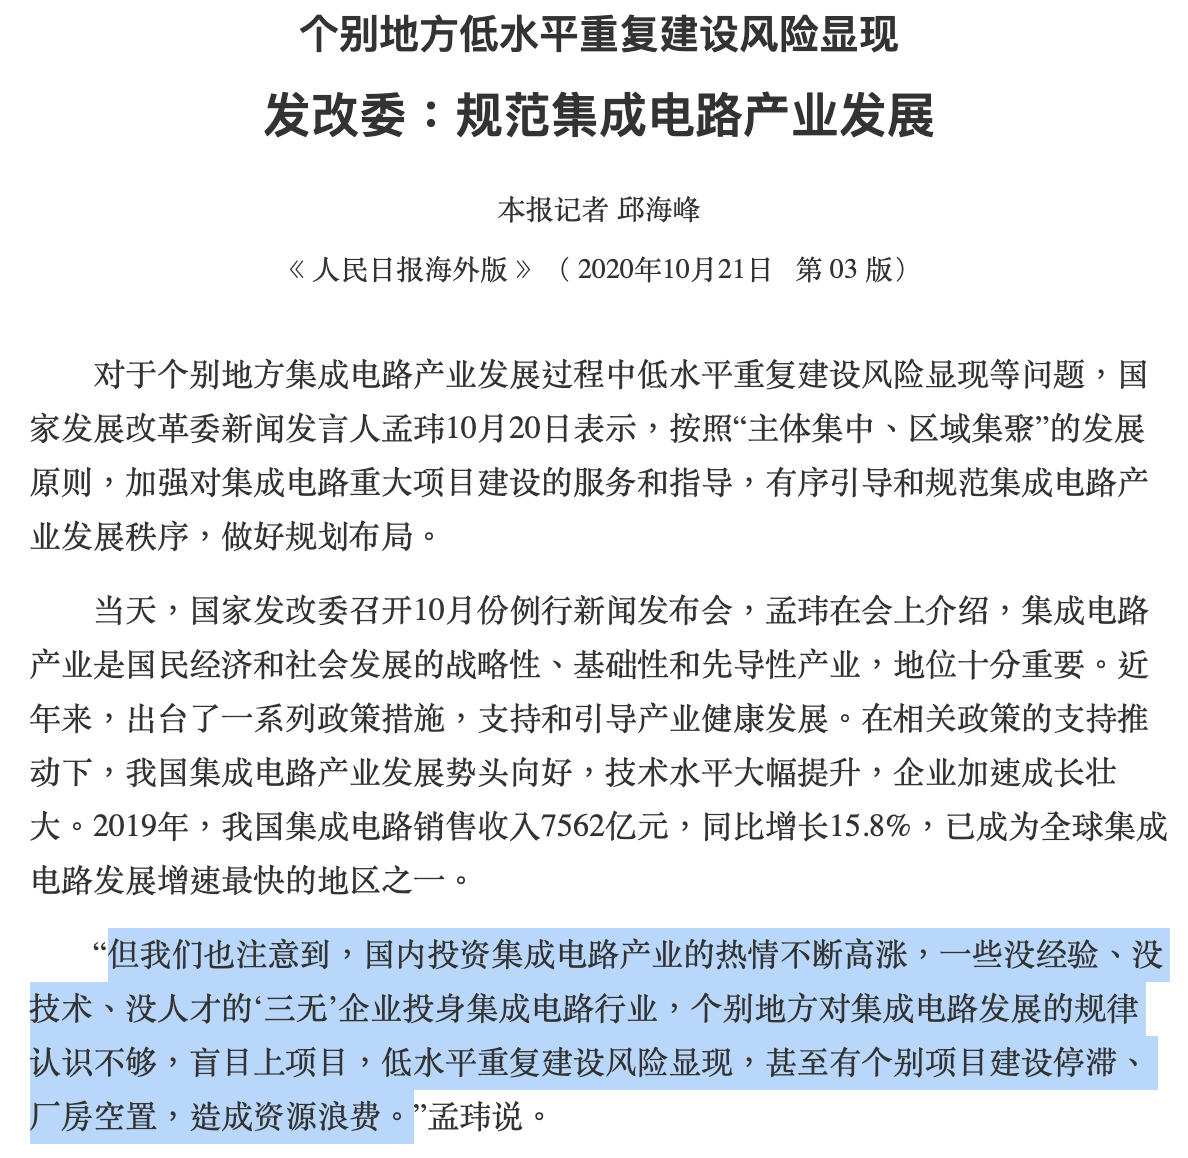 个别地方低水平重复建设风险显现
发改委：规范集成电路产业发展
本报记者 邱海峰
《 人民日报海外版 》（ 2020年10月21日 第 03 版）
对于个别地方集成电路产业发展过程中低水平重复建设风险显现等问题，国
家发展改革委新闻发言人孟玮10月20日表示，按照“主体集中、区域集聚”的发展
原则，加强对集成电路重大项目建设的服务和指导，有序引导和规范集成电路产
业发展秩序，做好规划布局。
当天，国家发改委召开10月份例行新闻发布会，孟玮在会上介绍，集成电路
产业是国民经济和社会发展的战略性、基础性和先导性产业，地位十分重要。近
年来，出台了一系列政策措施，支持和引导产业健康发展。在相关政策的支持推
动下，我国集成电路产业发展势头向好，技术水平大幅提升，企业加速成长壮
大。2019年，我国集成电路销售收入7562亿元，同比增长15.8%，已成为全球集成
电路发展增速最快的地区之一。
“但我们也注意到，国内投资集成电路产业的热情不断高涨，一些没经验、没
技术、没人才的‘三无’企业投身集成电路行业，个别地方对集成电路发展的规律
认识不够，盲目上项目，低水平重复建设风险显现，甚至有个别项目建设停滞、
厂房空置，造成资源浪费。”孟玮说。